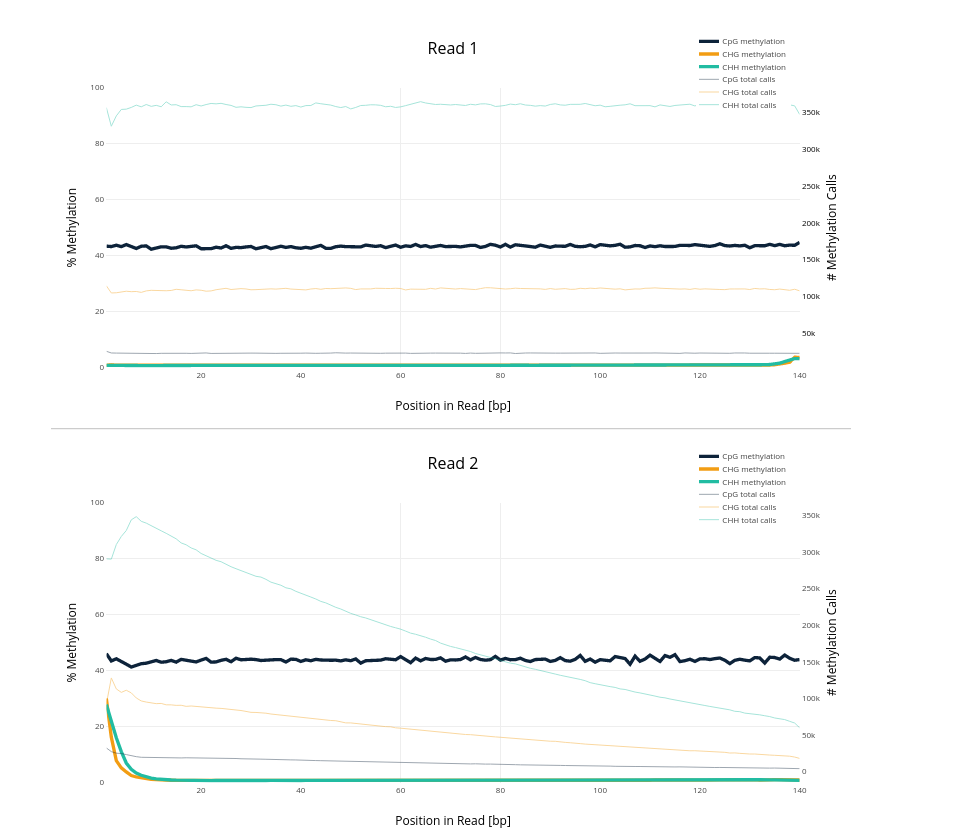 Read 1
CpG methylation
CHG methylation
CHH methylation
CpG total calls
CHG total calls
CHH total calls
100
80
60
40
20
0
% Methylation
350k
300k
250k
200k
150k
100k
50k
# Methylation Calls
20
40
60
80
100
120
140
Position in Read [bp]
Read 2
CpG methylation
CHG methylation
CHH methylation
CpG total calls
CHG total calls
CHH total calls
100
80
60
40
20
0
% Methylation
350k
300k
250k
200k
150k
100k
50k
0
# Methylation Calls
20
40
60
80
100
120
140
Position in Read [bp]